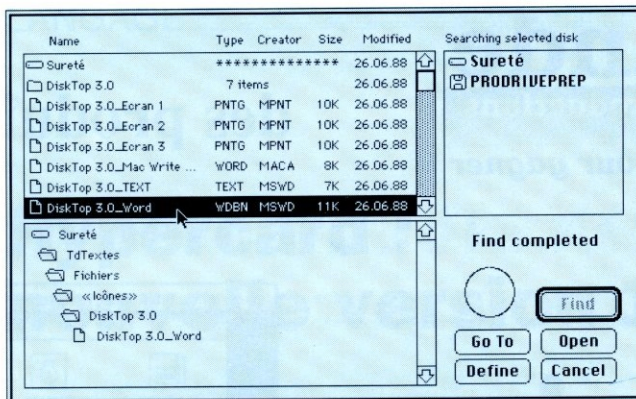 Name Type Creator Size Modified
Sureté *************** 26.06.88
DiskTop 3.0 7 items 26.06.88
DiskTop 3.0_Ecran 1 PNTG MPNT 10K 26.06.88
DiskTop 3.0_Ecran 2 PNTG MPNT 10K 26.06.88
DiskTop 3.0_Ecran 3 PNTG MPNT 10K 26.06.88
DiskTop 3.0_Mac Write ... WORD MACA 8K 26.06.88
DiskTop 3.0_TEXT TEXT MSWD 7K 26.06.88
DiskTop 3.0_Word WDBN MSWD 11K 26.06.88
Sureté
TdTextes
Fichiers
«Icônes»
DiskTop 3.0
DiskTop 3.0_Word
Searching selected disk
Sureté
PRODRIVEPREP
Find completed
Find
Go To Open
Define Cancel